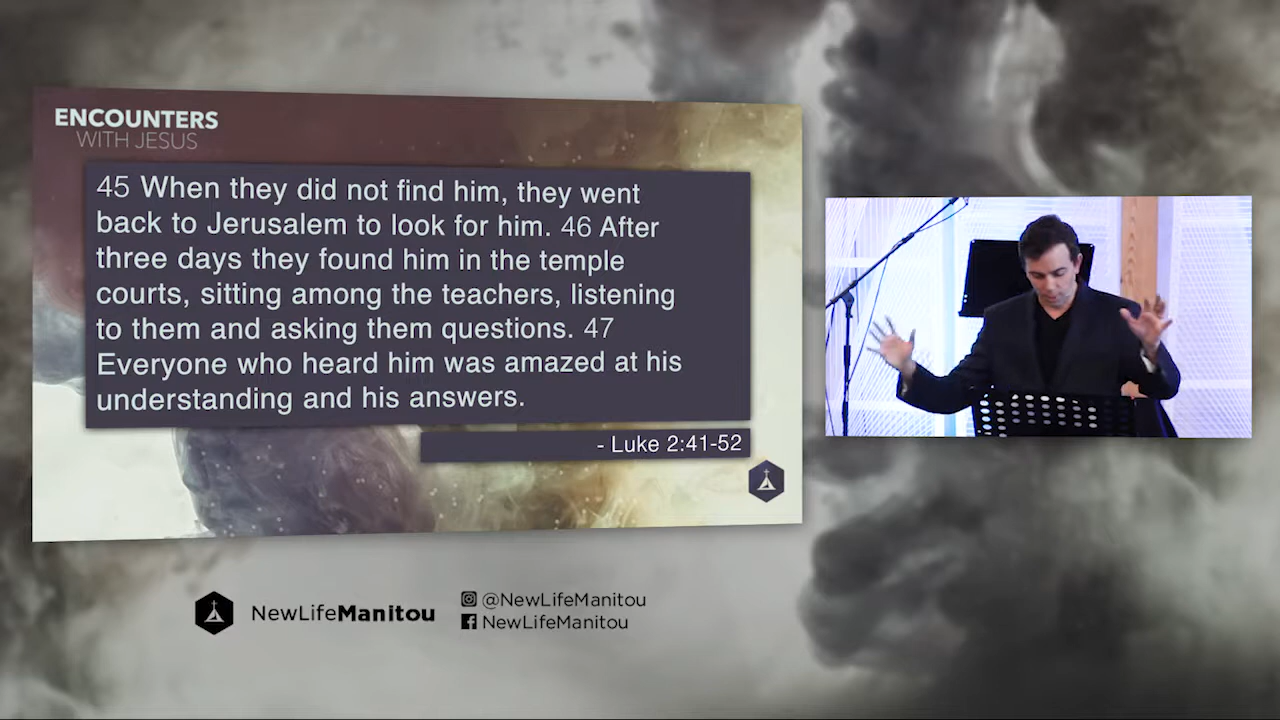 ENCOUNTERS
WITH JESUS
45 When they did not find him, they went
back to Jerusalem to look for him. 46 After
three days they found him in the temple
courts, sitting among the teachers, listening
to them and asking them questions. 47
Everyone who heard him was amazed at his
understanding and his answers.
- Luke 2:41-52
NewLifeManitou
@NewLifeManitou
NewLifeManitou